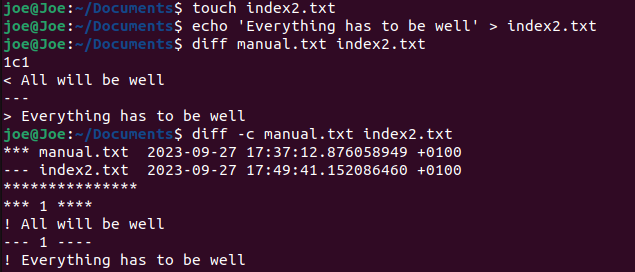 joe@Joe:~/Documents$ touch index2.txt
joe@Joe:~/Documents$ echo 'Everything has to be well' > index2.txt
joe@Joe:~/Documents$ diff manual.txt index2.txt
1c1
< All will be well
---
> Everything has to be well
joe@Joe:~/Documents$ diff -c manual.txt index2.txt
*** manual.txt  2023-09-27 17:37:12.876058949 +0100
--- index2.txt  2023-09-27 17:49:41.152086460 +0100
***************
*** 1 ****
! All will be well
--- 1 ----
! Everything has to be well